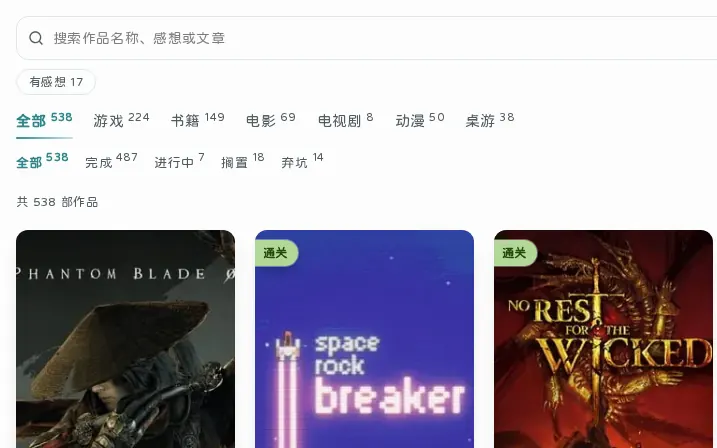 搜索作品名称、感想或文章
有感想 17
全部 538 游戏 224 书籍 149 电影 69 电视剧 8 动漫 50 桌游 38
全部 538 完成 487 进行中 7 搁置 18 弃坑 14
共 538 部作品
PHANTOM BLADE 0
通关
space
rock
breaker
通关
NO REST
FOR THE
WICKED